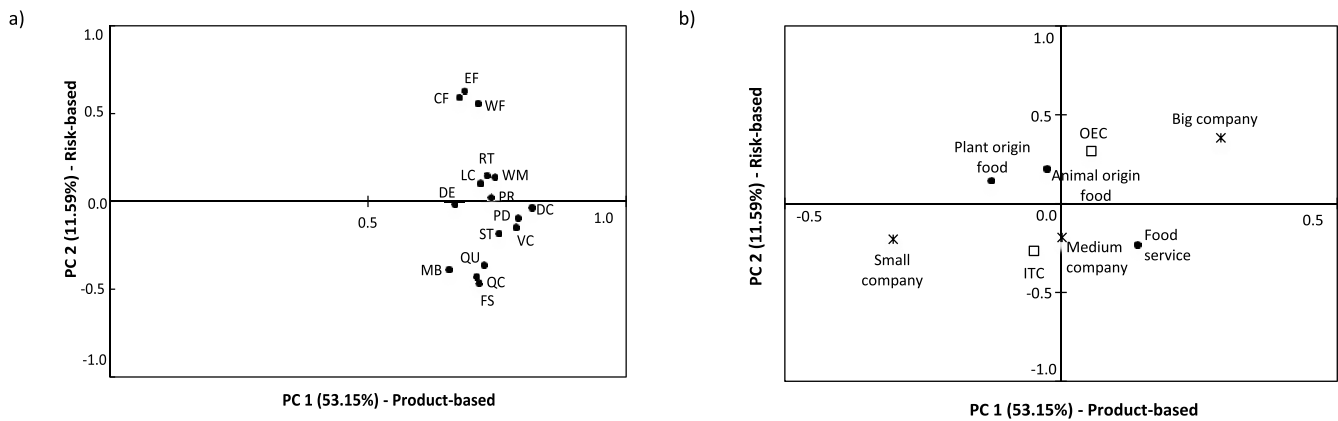 a)
1.0
0.5
0.0
-0.5
-1.0
PC 2 (11.59%) - Risk-based
EF
CF
WF
RT
LC
WM
DE
PR
DC
PD
ST
VC
QU
MB
QC
FS
0.5
1.0
PC 1 (53.15%) - Product-based
b)
1.0
0.5
0.0
-0.5
-1.0
PC 2 (11.59%) - Risk-based
Big company
OEC
Plant origin
food
Animal origin
food
-0.5
0.5
Small
company
ITC
Medium
company
Food
service
PC 1 (53.15%) - Product-based